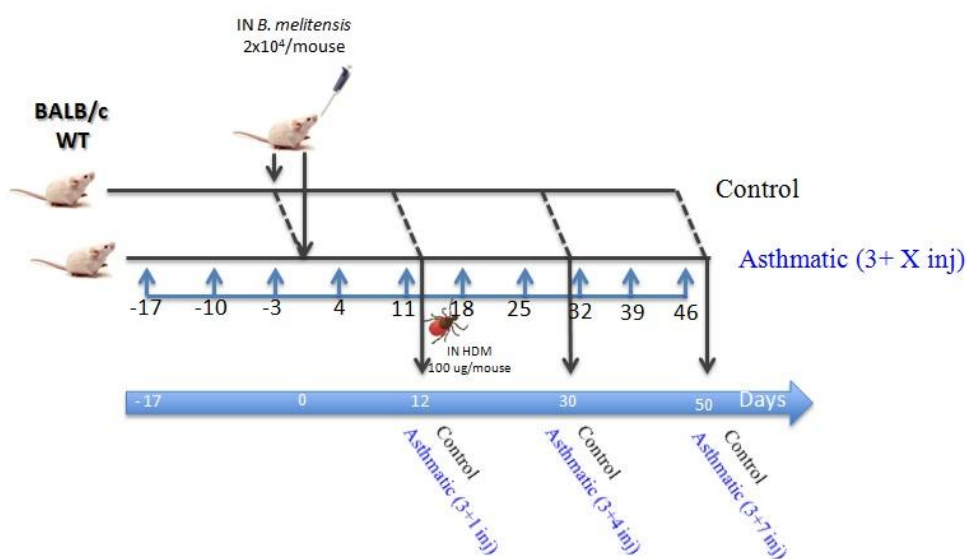 IN B. melitensis
2x10⁴/mouse
BALB/c
WT
Control
Asthmatic (3+ X inj)
-17 -10 -3 4 11 18 25 32 39 46
IN HDM
100 ug/mouse
-17 0 12 30 50 Days
Control
Asthmatic (3+1 inj)
Control
Asthmatic (3+4 inj)
Control
Asthmatic (3+7 inj)